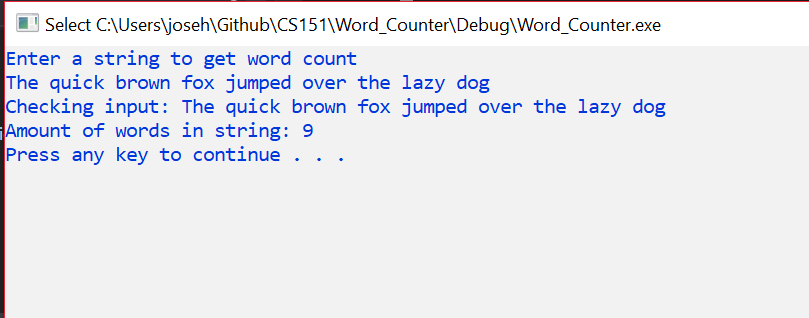 Select C:\Users\joseh\Github\CS151\Word_Counter\Debug\Word_Counter.exe
Enter a string to get word count
The quick brown fox jumped over the lazy dog
Checking input: The quick brown fox jumped over the lazy dog
Amount of words in string: 9
Press any key to continue . . .